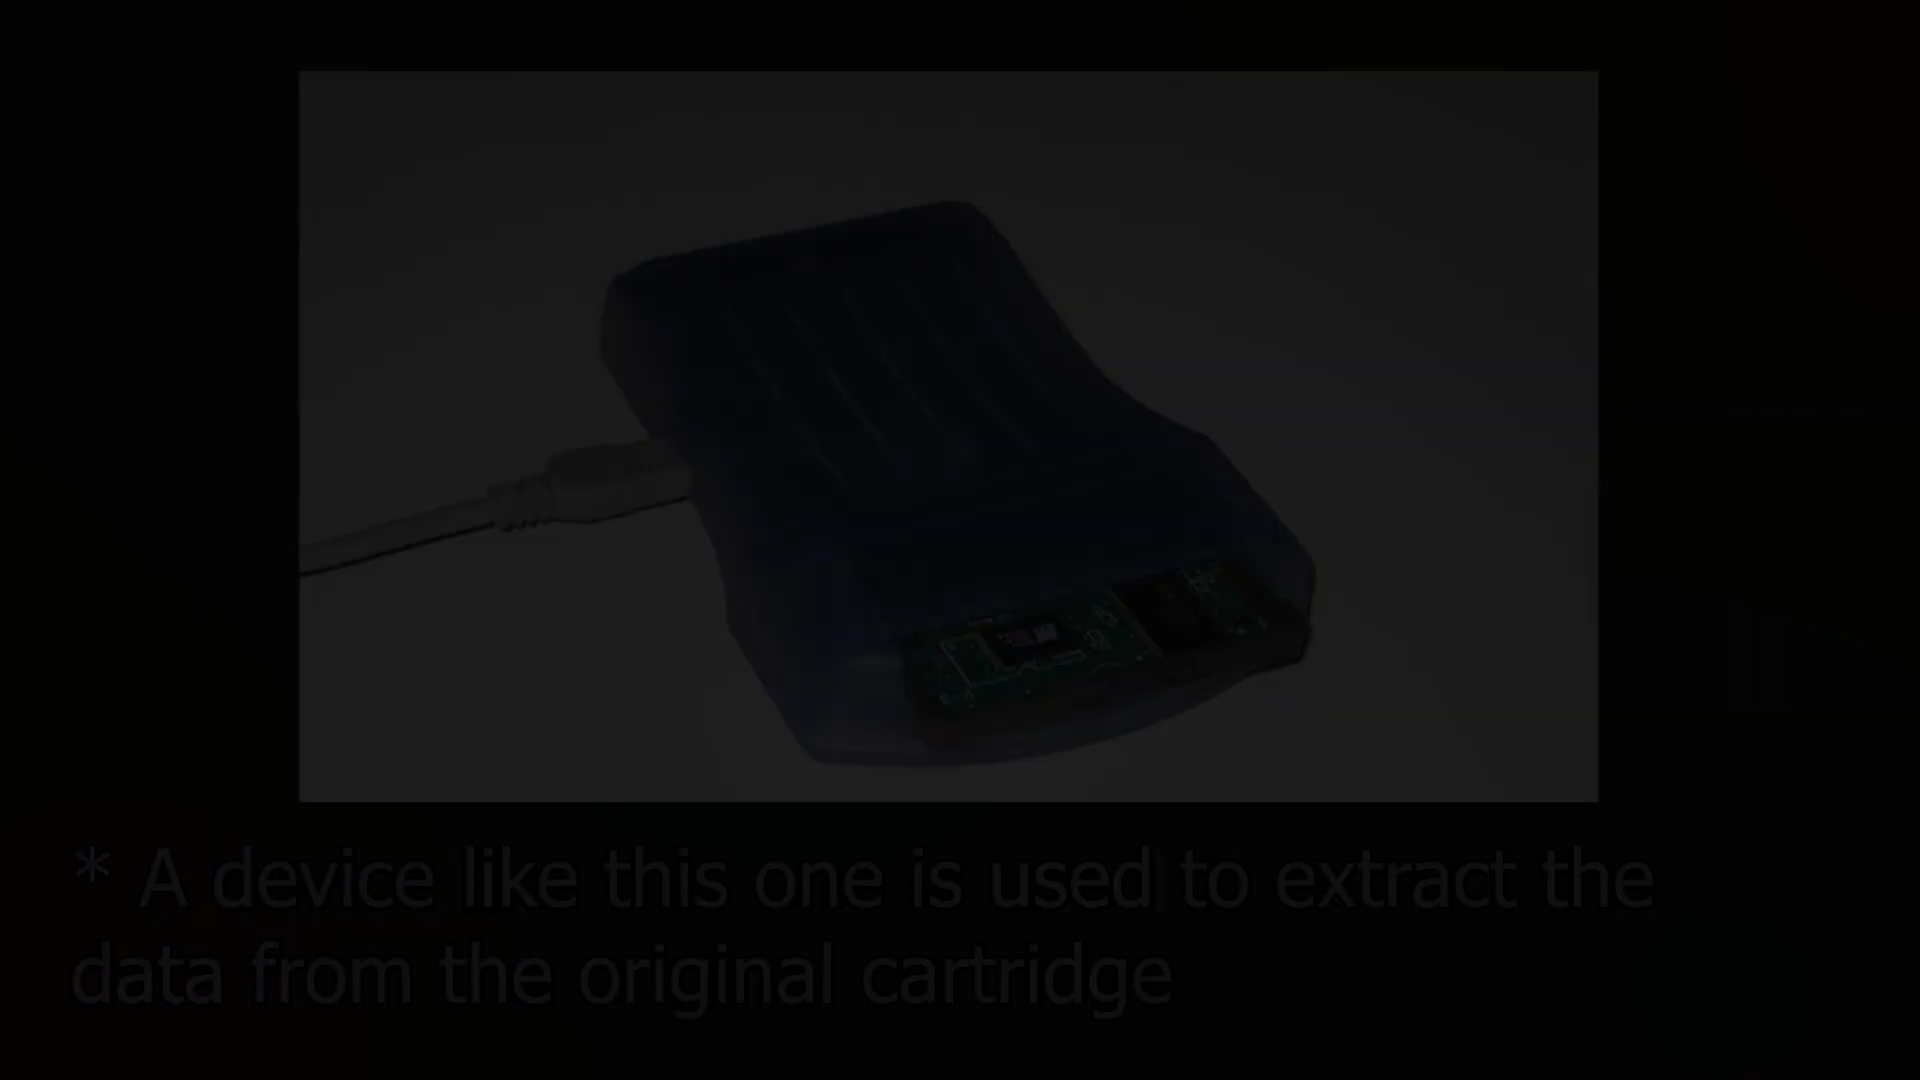 * A device like this one is used to extract the
data from the original cartridge